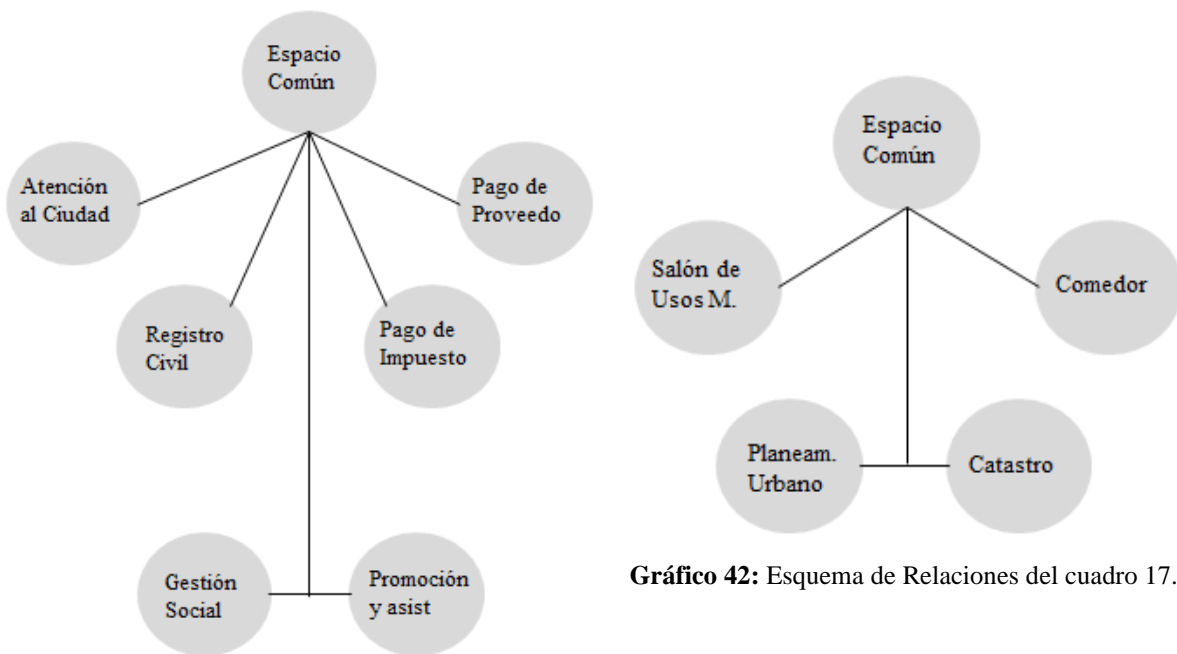 Espacio
Común
Atención
al Ciudad
Pago de
Proveedo
Registro
Civil
Pago de
Impuesto
Gestión
Social
Promoción
y asist
Espacio
Común
Salón de
Usos M.
Comedor
Planeam.
Urbano
Catastro
Gráfico 42: Esquema de Relaciones del cuadro 17.